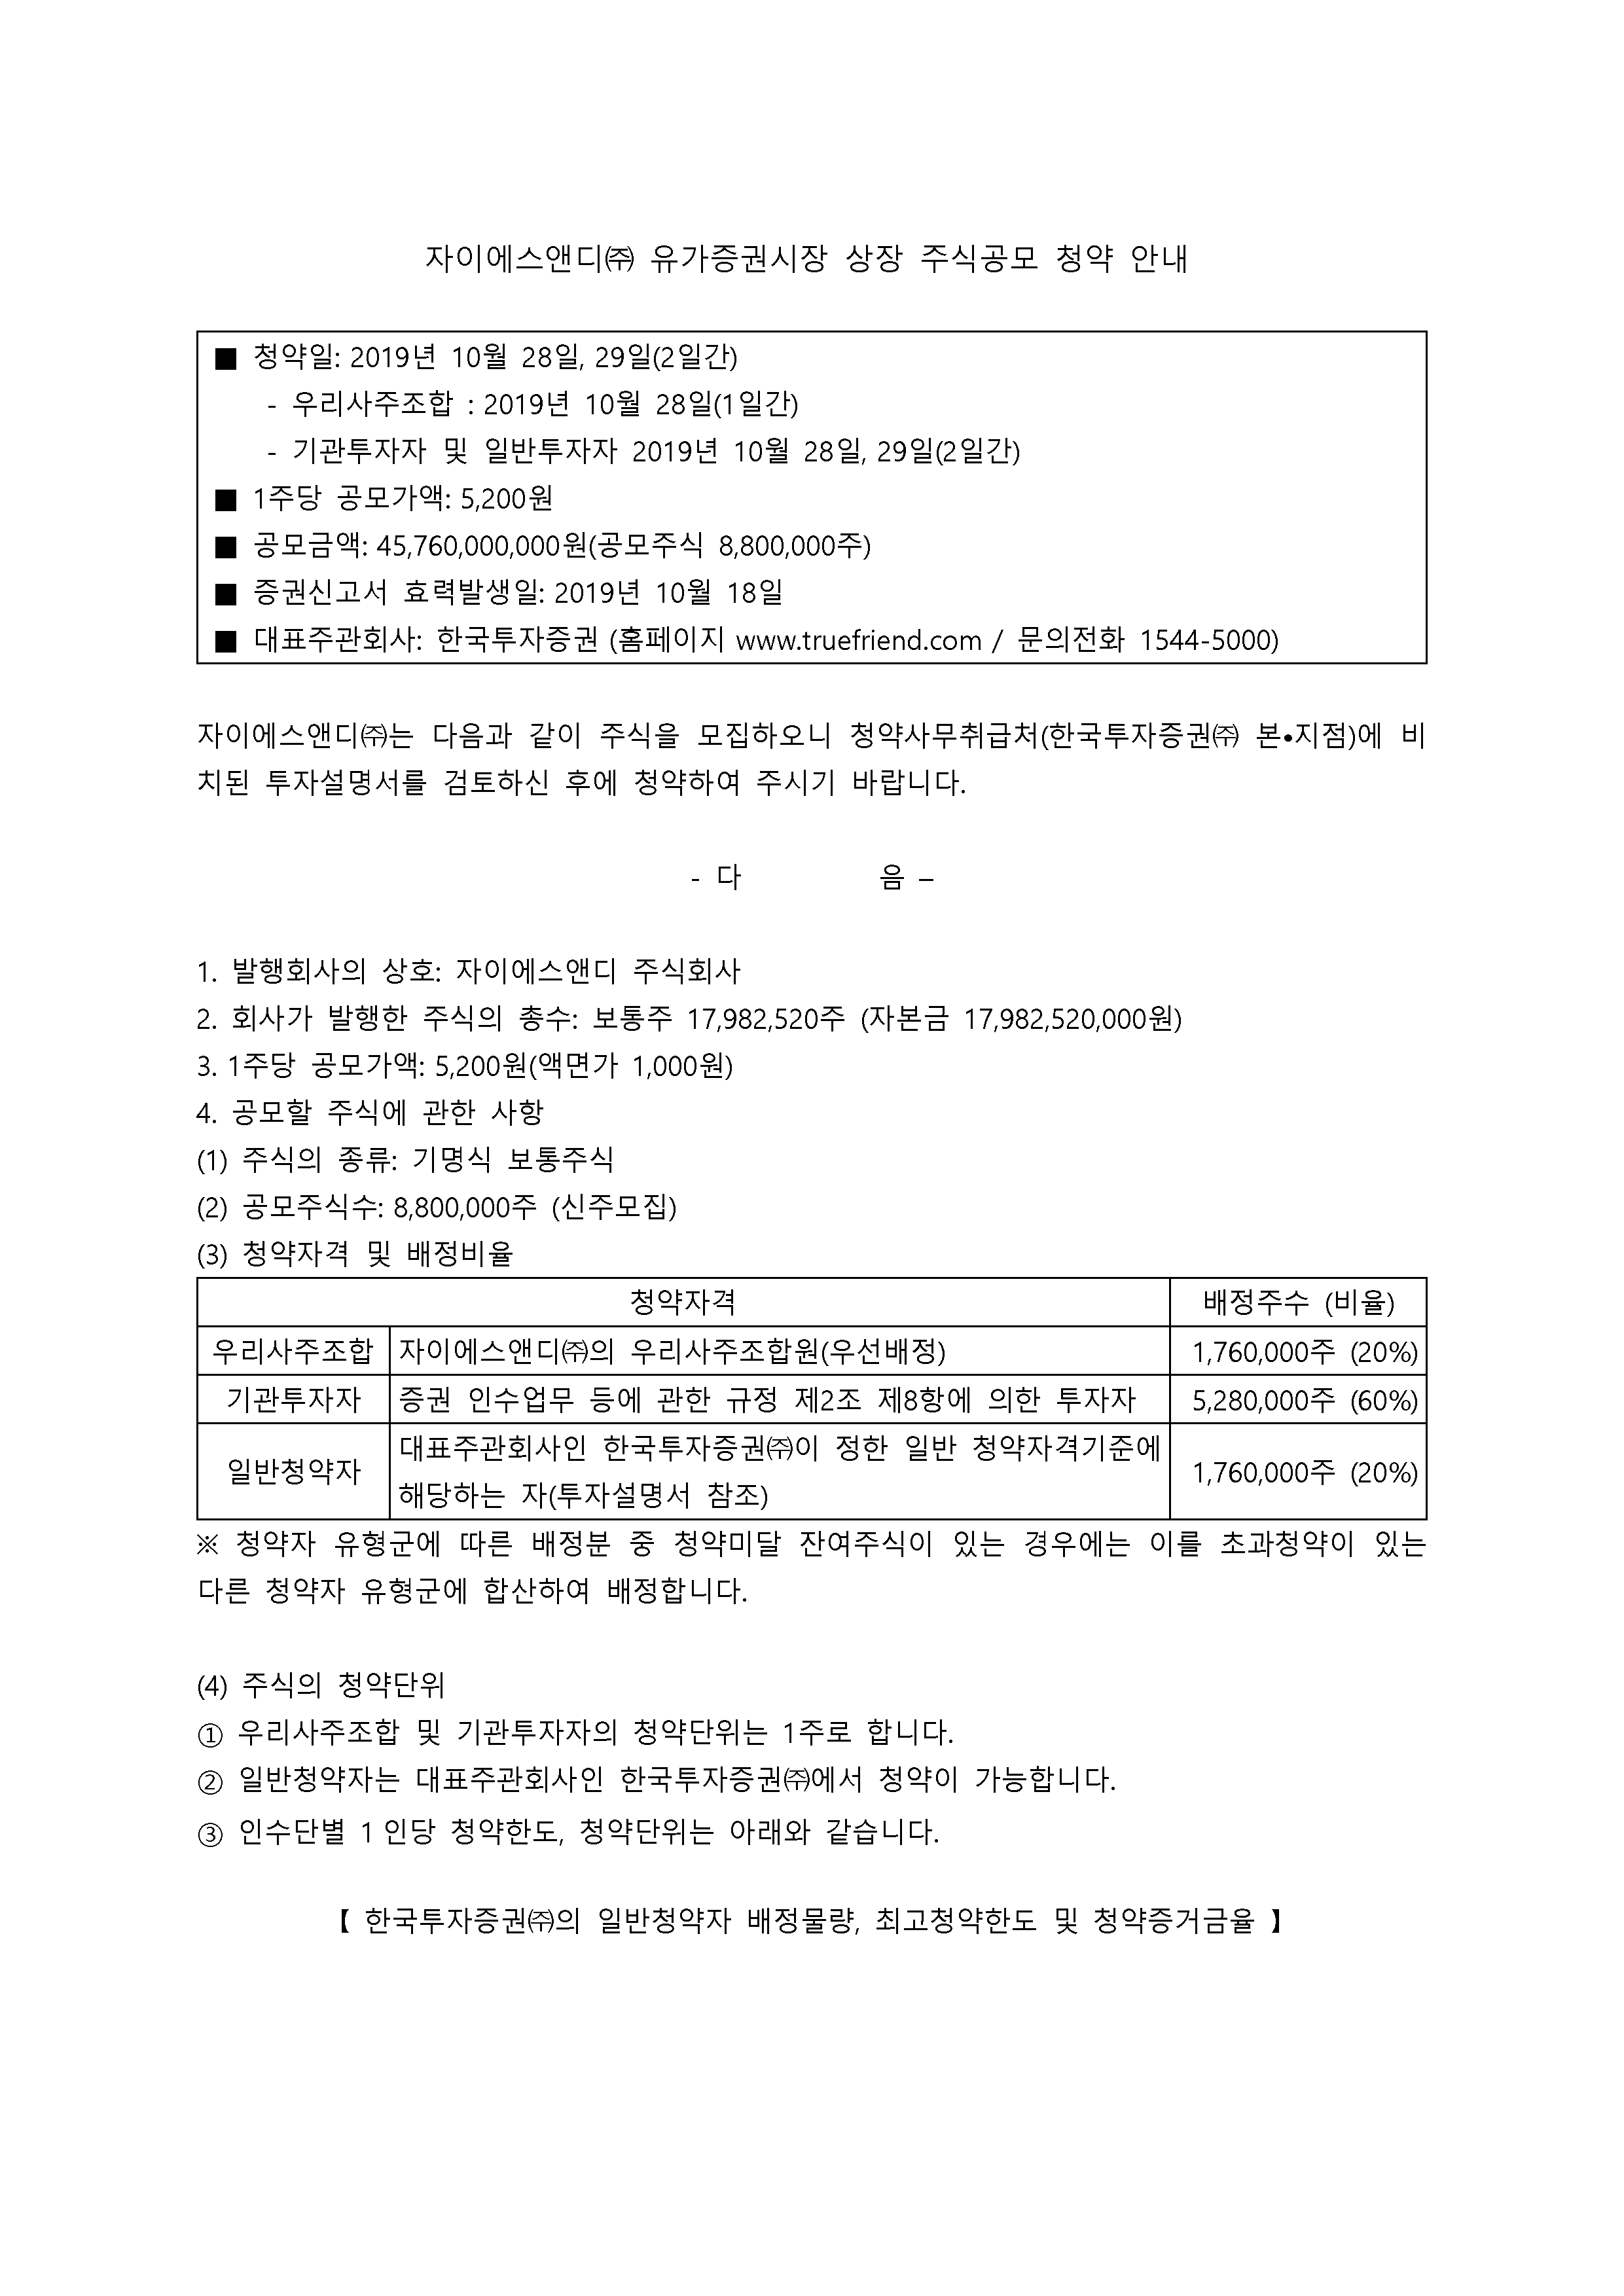 자이에스앤디㈜ 유가증권시장 상장 주식공모 청약 안내
■ 청약일: 2019년 10월 28일, 29일(2일간)
- 우리사주조합 : 2019년 10월 28일(1일간)
- 기관투자자 및 일반투자자 2019년 10월 28일, 29일(2일간)
■ 1주당 공모가액: 5,200원
■ 공모금액: 45,760,000,000원(공모주식 8,800,000주)
■ 증권신고서 효력발생일: 2019년 10월 18일
■ 대표주관회사: 한국투자증권 (홈페이지 www.truefriend.com / 문의전화 1544-5000)
자이에스앤디㈜는 다음과 같이 주식을 모집하오니 청약사무취급처(한국투자증권㈜ 본•지점)에 비
치된 투자설명서를 검토하신 후에 청약하여 주시기 바랍니다.
- 다 음 –
1. 발행회사의 상호: 자이에스앤디 주식회사
2. 회사가 발행한 주식의 총수: 보통주 17,982,520주 (자본금 17,982,520,000원)
3. 1주당 공모가액: 5,200원(액면가 1,000원)
4. 공모할 주식에 관한 사항
(1) 주식의 종류: 기명식 보통주식
(2) 공모주식수: 8,800,000주 (신주모집)
(3) 청약자격 및 배정비율
청약자격 배정주수 (비율)
우리사주조합 자이에스앤디㈜의 우리사주조합원(우선배정) 1,760,000주 (20%)
기관투자자 증권 인수업무 등에 관한 규정 제2조 제8항에 의한 투자자 5,280,000주 (60%)
일반청약자 대표주관회사인 한국투자증권㈜이 정한 일반 청약자격기준에
해당하는 자(투자설명서 참조) 1,760,000주 (20%)
※ 청약자 유형군에 따른 배정분 중 청약미달 잔여주식이 있는 경우에는 이를 초과청약이 있는
다른 청약자 유형군에 합산하여 배정합니다.
(4) 주식의 청약단위
① 우리사주조합 및 기관투자자의 청약단위는 1주로 합니다.
② 일반청약자는 대표주관회사인 한국투자증권㈜에서 청약이 가능합니다.
③ 인수단별 1인당 청약한도, 청약단위는 아래와 같습니다.
【 한국투자증권㈜의 일반청약자 배정물량, 최고청약한도 및 청약증거금율 】